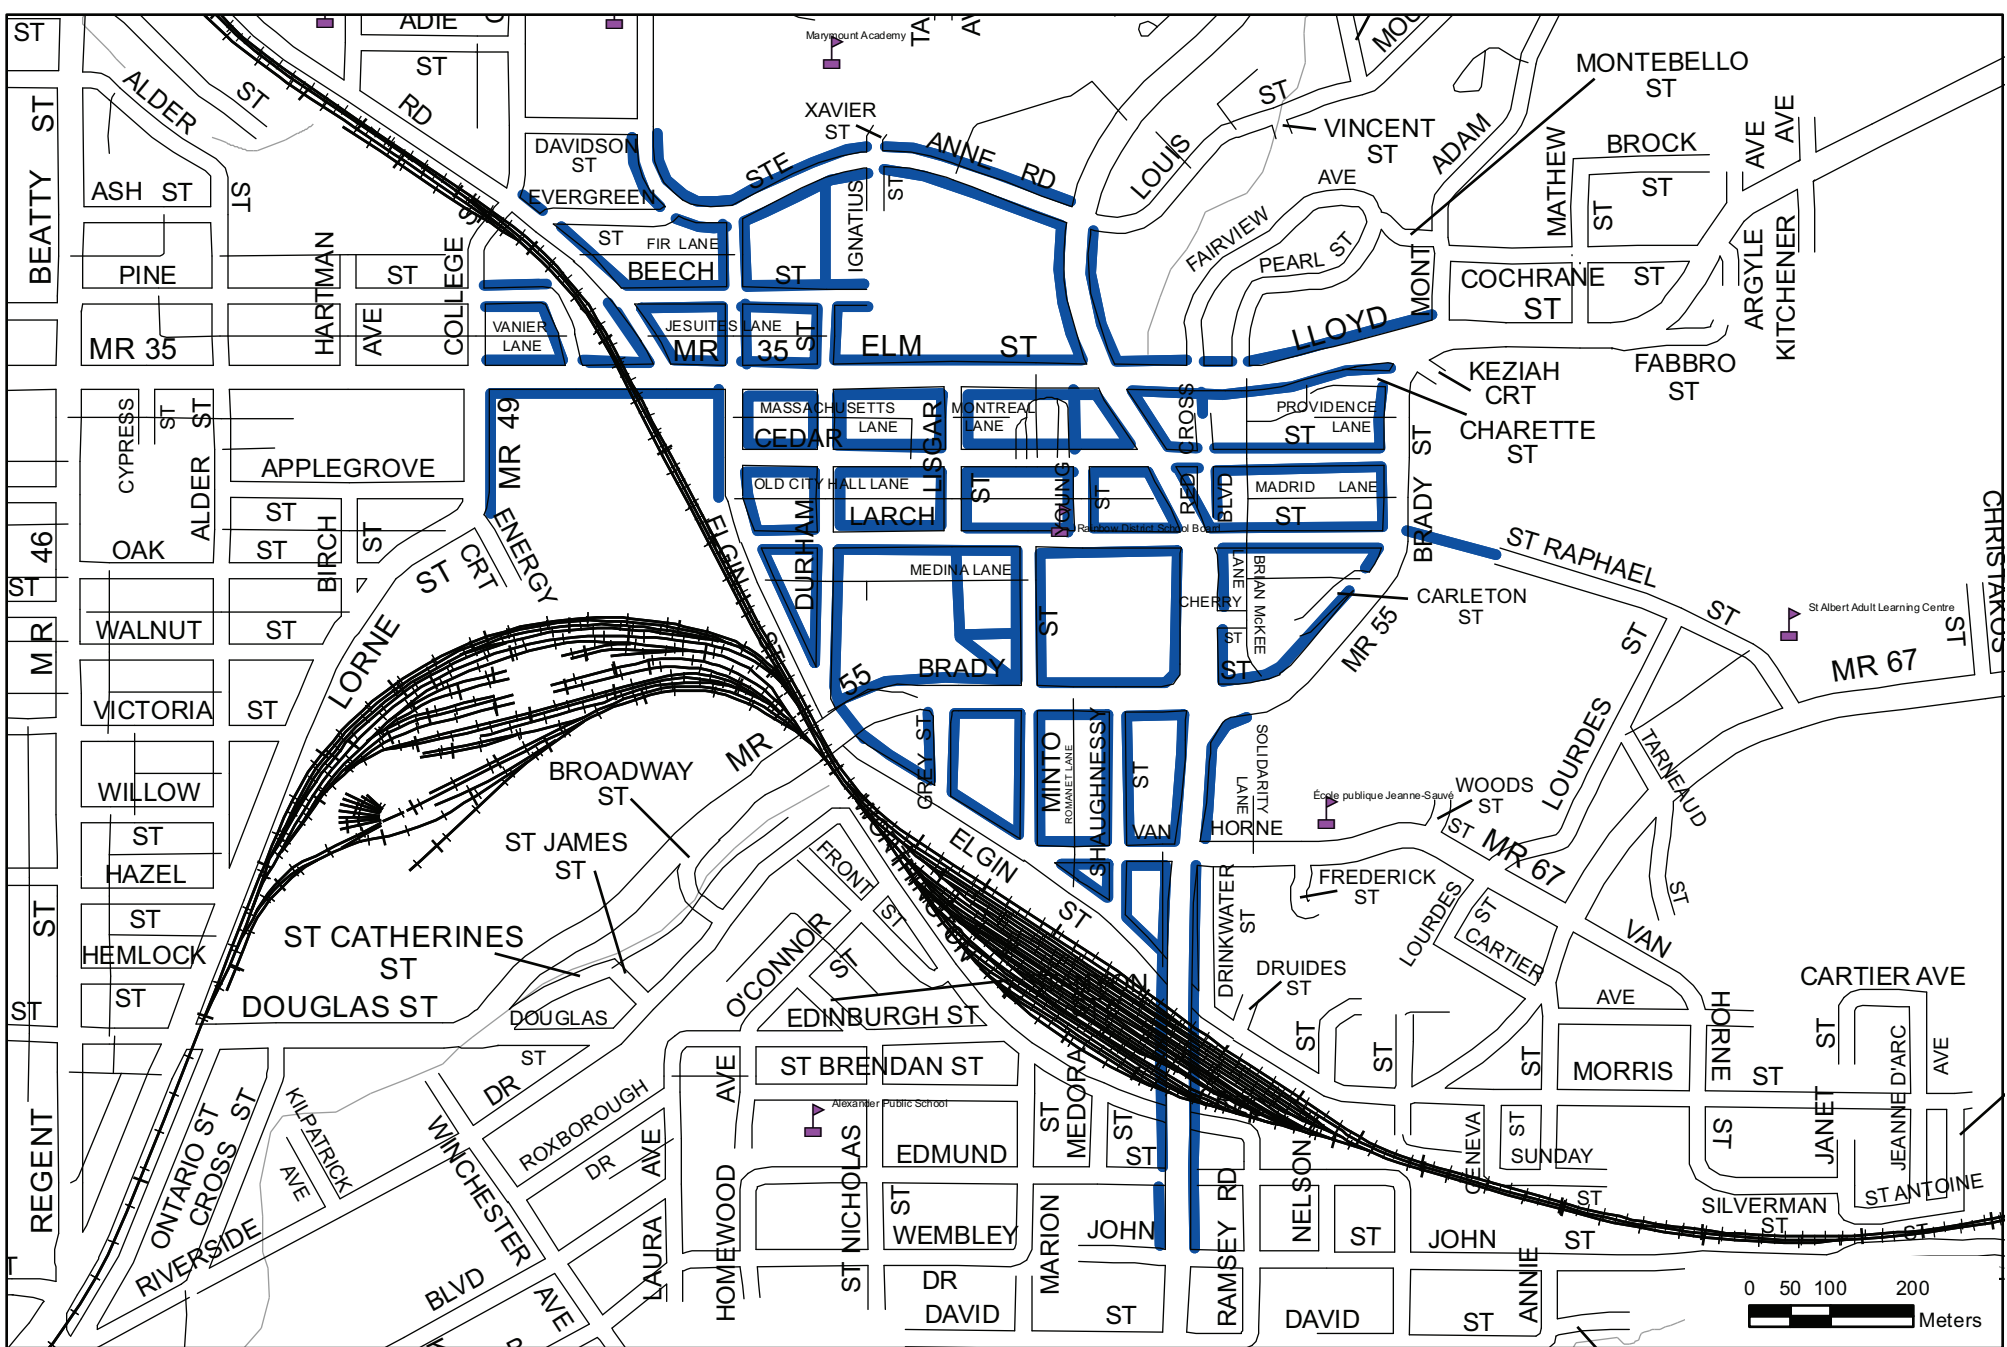 ST
ADIE
ST
Marymount Academy
ALDER
ST
RD
XAVIER
ST
ST
MONTEBELLO
ST
BEATTY ST
ASH ST
ST
DAVIDSON
ST
EVERGREEN
STE ANNE RD
LOUIS
VINCENT
ST
ADAM
MATHEW
ST
BROCK
ST
AVE
AVE
AVE
FAIRVIEW
PEARL ST
ST
FIR LANE
BEECH
ST
IGNATIUS
ST
PINE
HARTMAN
AVE
ST
COLLEGE
MONT
COCHRANE
ST
ST
ARGYLE
KITCHENER
MR 35
VANIER
LANE
JESUITES LANE
MR 35
ST
ELM ST
LLOYD
FABBRO
ST
KEZIAH
CRT
CHARETTE
ST
CYPRESS
ST
ALDER ST
MR 49
MASSACHUSETTS
LANE
CEDAR
LISGAR
ST
MONTREAL
LANE
RED CROSS
BLVD
PROVIDENCE
LANE
ST
APPLEGROVE
ST
OLD CITY HALL LANE
LARCH
YOUNG
ST
MADRID LANE
ST
BRADY ST
Rainbow District School Board
46
MR
ST
OAK
ST
BIRCH
ST
ENERGY
CRT
LORNE ST
ELGIN ST
DURHAM
MEDINA LANE
ST
LANE
CHERRY
ST
BRIAN McKEE
CARLETON
ST
ST RAPHAEL
ST
CHRISTAKOS
ST
St Albert Adult Learning Centre
WALNUT
ST
VICTORIA
ST
55
BRADY
ST
MR 55
MR 67
LOURDES
ST
WILLOW
ST
BROADWAY
ST
MR
GREY ST
MINTO
ROMANET LANE
SHAUGHNESSY
ST
SOLIDARITY
LANE
École publique Jeanne-Sauvé
WOODS
ST
TARNEAUD
ST
HAZEL
ST
ST JAMES
ST
FRONT
ST
ELGIN
ST
VAN HORNE
ST
MR 67
FREDERICK
ST
LOURDES
ST
CARTIER
VAN
HORNE
ST
HEMLOCK
ST
ST CATHERINES
ST
O'CONNOR
ST
DRINKWATER
ST
DRUIDES
ST
AVE
CARTIER AVE
ST
REGENT
ST
DOUGLAS ST
DOUGLAS
ST
EDINBURGH ST
ST BRENDAN ST
MEDORA
ST
ST
ST
ST
ST
MORRIS
ST
JANET
ST
JEANNE D'ARC
AVE
ONTARIO ST
CROSS ST
KILPATRICK
AVE
WINCHESTER
AVE
DR
ROXBOROUGH
DR
LAURA
AVE
HOMEWOOD
AVE
Alexander Public School
ST NICHOLAS
EDMUND
ST
ST
GENEVA
ST
SUNDAY
ST
RIVERSIDE
BLVD
WEMBLEY
DR
MARION
JOHN
RAMSEY RD
NELSON
ST
JOHN
ST
ANNIE
SILVERMAN
ST
ST ANTOINE
ST
DAVID
ST
DAVID
ST
0 50 100 200
Meters